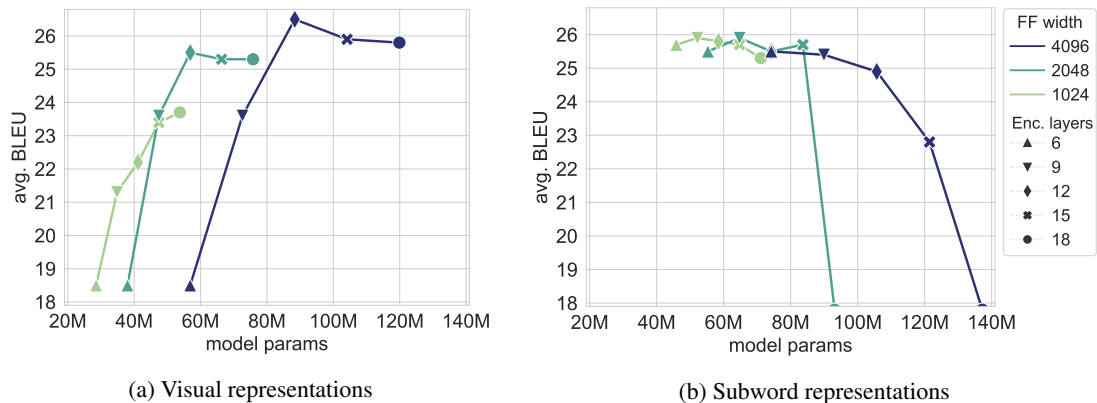 avg. BLEU
26
25
24
23
22
21
20
19
18
20M 40M 60M 80M 100M 120M 140M
model params
(a) Visual representations
avg. BLEU
26
25
24
23
22
21
20
19
18
20M 40M 60M 80M 100M 120M 140M
model params
(b) Subword representations
FF width
4096
2048
1024
Enc. layers
6
9
12
15
18